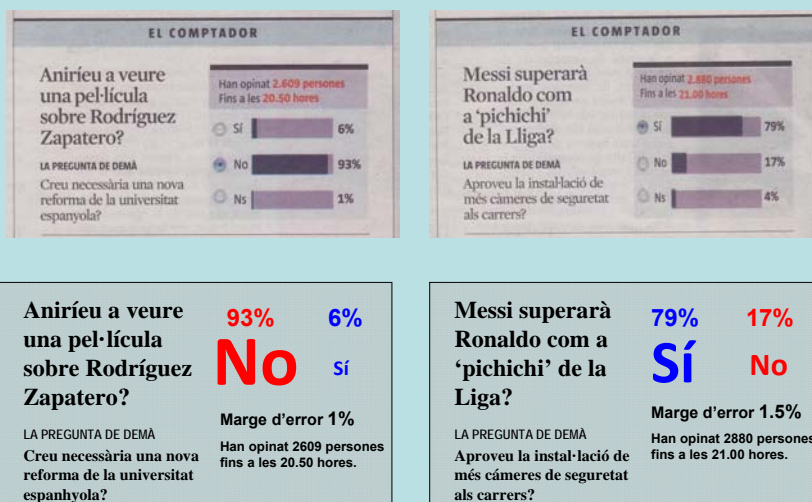 EL COMPTADOR
Aniríeu a veure
una pel·lícula
sobre Rodríguez
Zapatero?
LA PREGUNTA DE DEMÀ
Creu necessària una nova
reforma de la universitat
espanyola?
Han opinat 2.609 persones
Fins a les 20.50 hores
Sí 6%
No 93%
Ns 1%
EL COMPTADOR
Messi superarà
Ronaldo com
a 'pichichi'
de la Lliga?
LA PREGUNTA DE DEMÀ
Aproveu la instal·lació de
més càmeres de seguretat
als carrers?
Han opinat 2.880 persones
Fins a les 21.00 hores
Sí 79%
No 17%
Ns 4%
Aniríeu a veure
una pel·lícula
sobre Rodríguez
Zapatero?
LA PREGUNTA DE DEMÀ
Creu necessària una nova
reforma de la universitat
espanhyola?
93% 6%
No Sí
Marge d'error 1%
Han opinat 2609 persones
fins a les 20.50 hores.
Messi superarà
Ronaldo com a
‘pichichi’ de la
Liga?
LA PREGUNTA DE DEMÀ
Aproveu la instal·lació de
més cámeres de seguretat
als carrers?
79% 17%
Sí No
Marge d'error 1.5%
Han opinat 2880 persones
fins a les 21.00 hores.